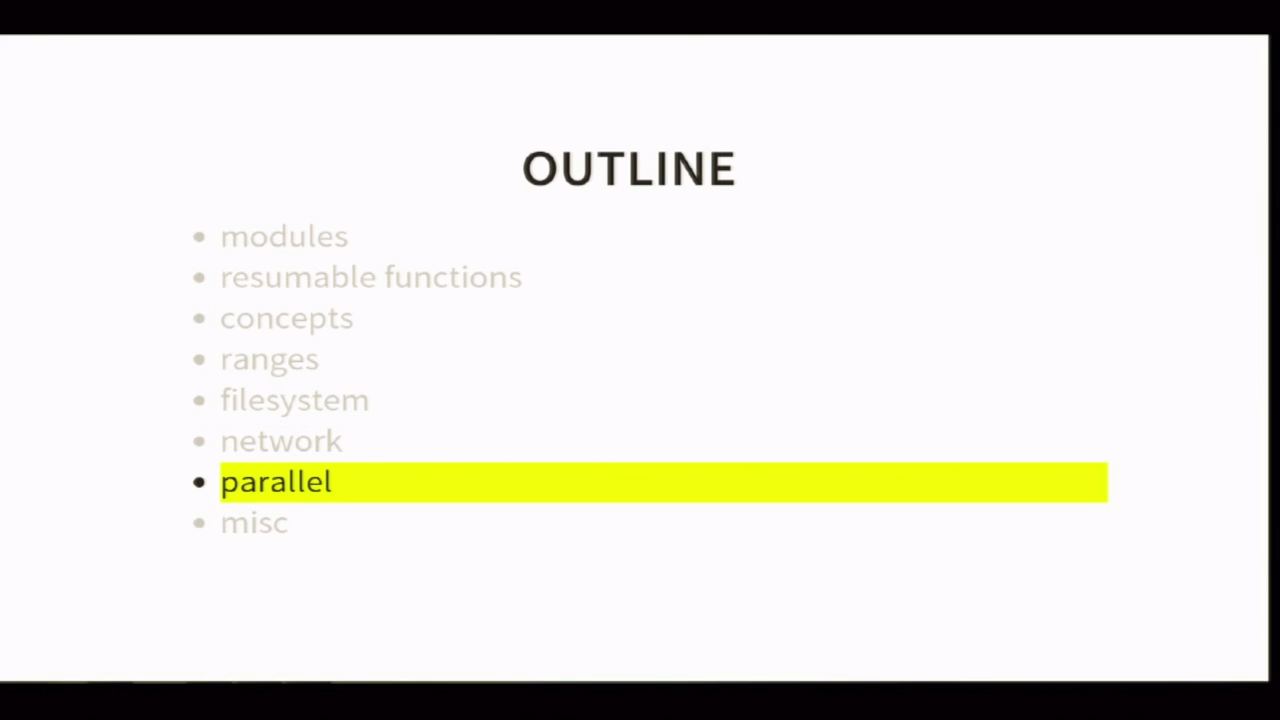 OUTLINE
• modules
• resumable functions
• concepts
• ranges
• filesystem
• network
• parallel
• misc